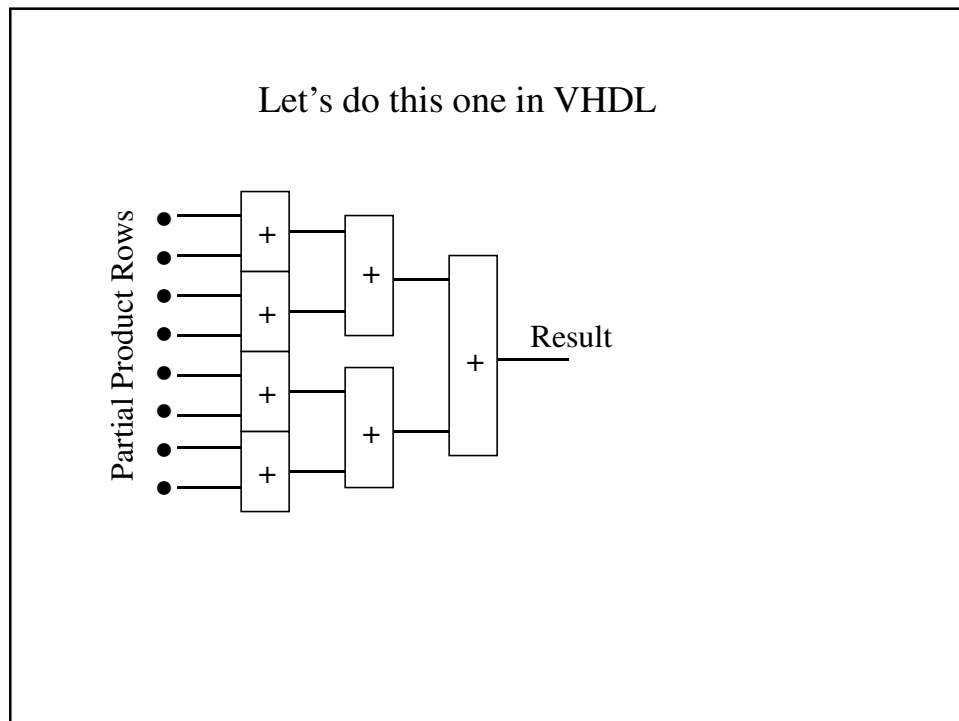 Let's do this one in VHDL
Partial Product Rows
+
+
+
+
+
+
+
Result